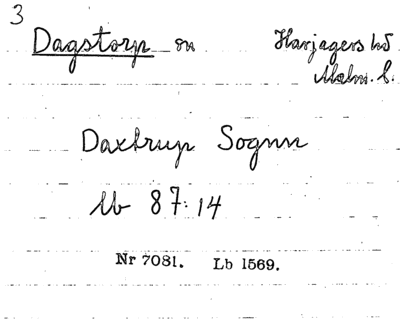 3
Dagstorp sn Harjagers hd
Malm. l.
Daxtrup Sognn
Lb 87:14
Nr 7081. Lb 1569.